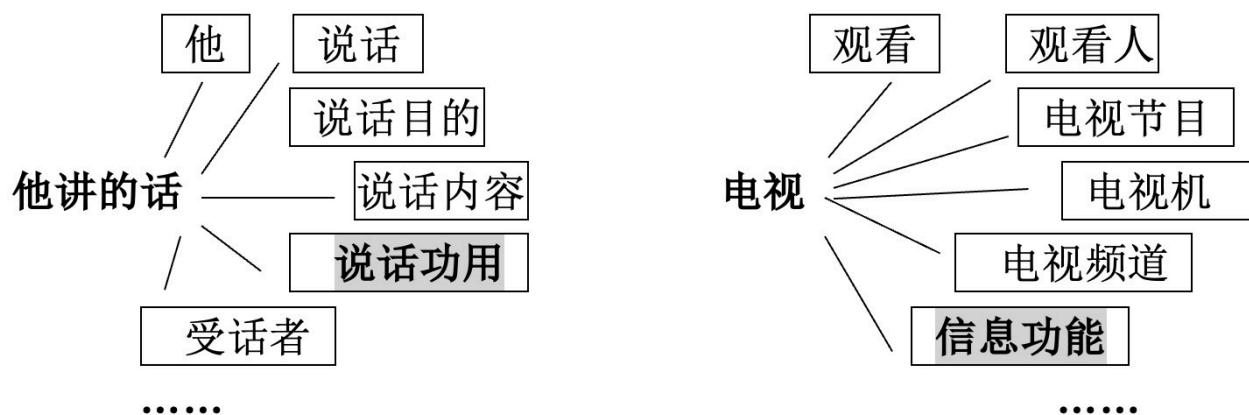 他
说话
说话目的
他讲的话
说话内容
说话功用
受话者
……
观看
观看人
电视节目
电视
电视机
电视频道
信息功能
……